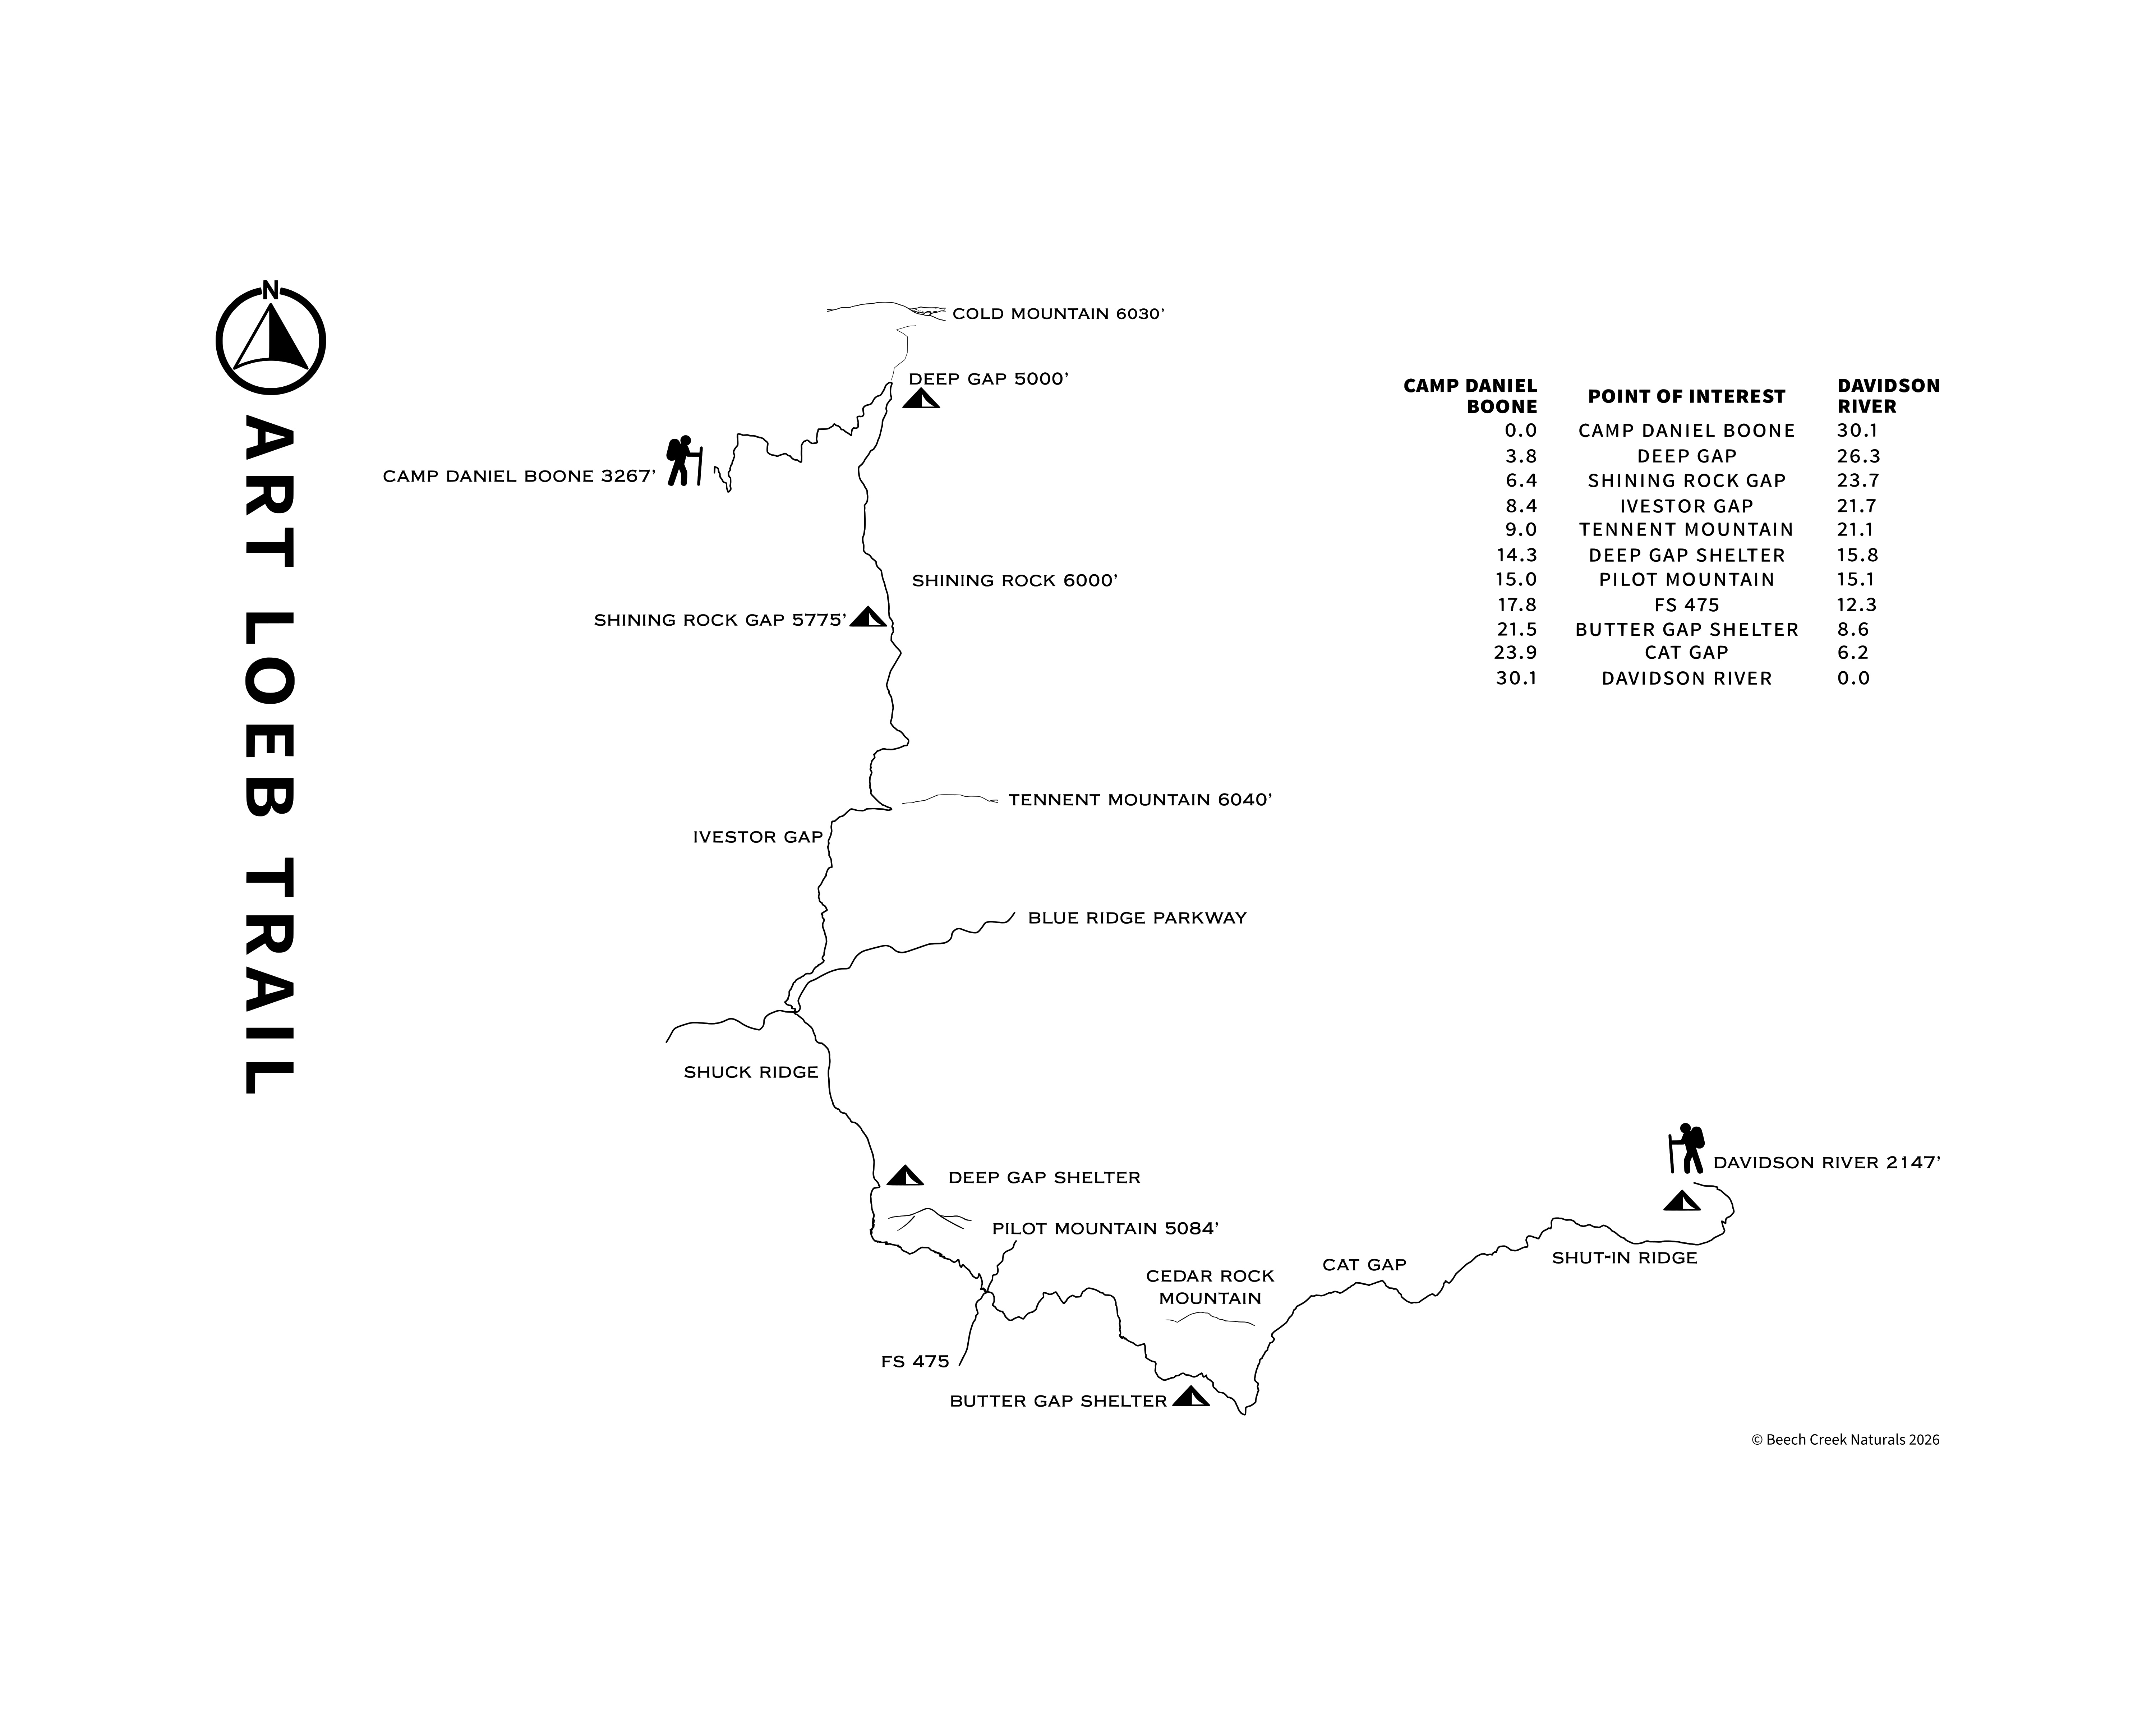 N
ART LOEB TRAIL
COLD MOUNTAIN 6030’
DEEP GAP 5000’
CAMP DANIEL BOONE 3267’
SHINING ROCK 6000’
SHINING ROCK GAP 5775’
TENNENT MOUNTAIN 6040’
IVESTOR GAP
BLUE RIDGE PARKWAY
SHUCK RIDGE
DEEP GAP SHELTER
PILOT MOUNTAIN 5084’
CEDAR ROCK
MOUNTAIN
CAT GAP
SHUT-IN RIDGE
DAVIDSON RIVER 2147’
FS 475
BUTTER GAP SHELTER
CAMP DANIEL
BOONE
POINT OF INTEREST
DAVIDSON
RIVER
0.0 CAMP DANIEL BOONE 30.1
3.8 DEEP GAP 26.3
6.4 SHINING ROCK GAP 23.7
8.4 IVESTOR GAP 21.7
9.0 TENNENT MOUNTAIN 21.1
14.3 DEEP GAP SHELTER 15.8
15.0 PILOT MOUNTAIN 15.1
17.8 FS 475 12.3
21.5 BUTTER GAP SHELTER 8.6
23.9 CAT GAP 6.2
30.1 DAVIDSON RIVER 0.0
© Beech Creek Naturals 2026